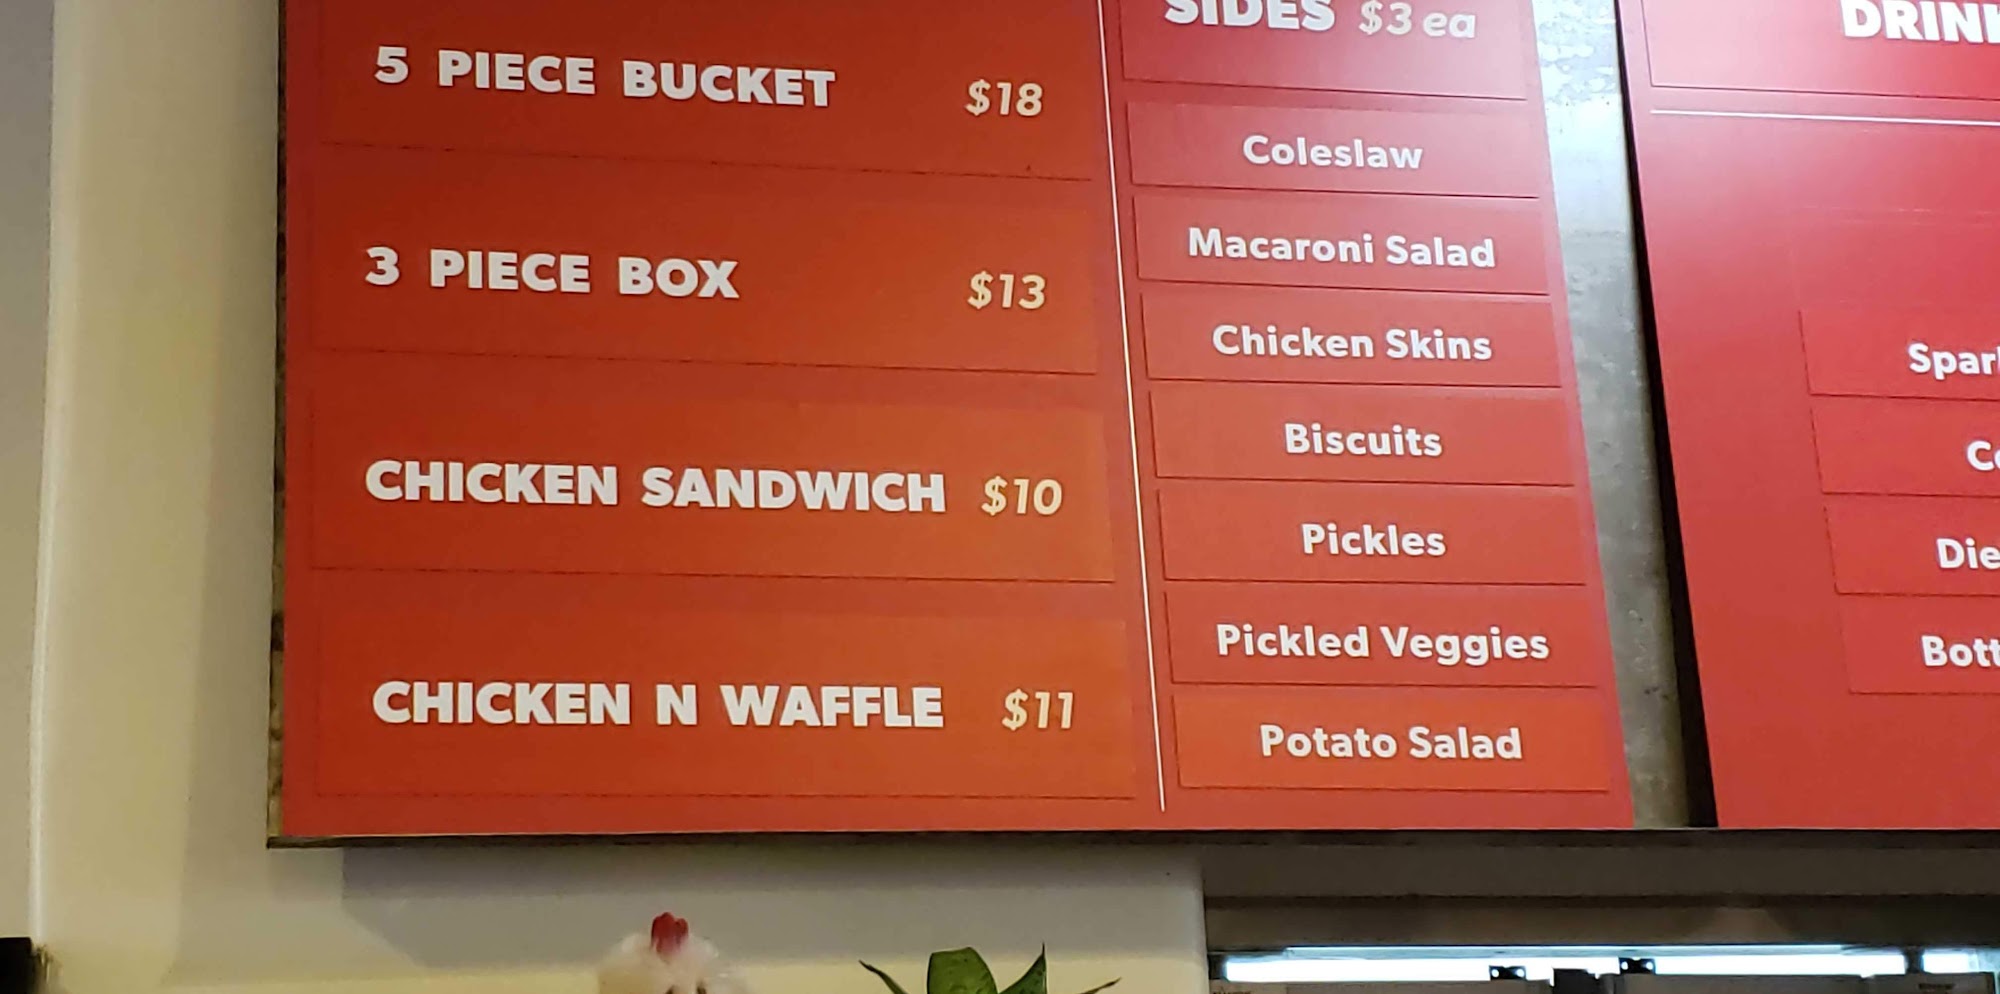 5 PIECE BUCKET $18
3 PIECE BOX $13
CHICKEN SANDWICH $10
CHICKEN N WAFFLE $11
SIDES $3 ea
Coleslaw
Macaroni Salad
Chicken Skins
Biscuits
Pickles
Pickled Veggies
Potato Salad